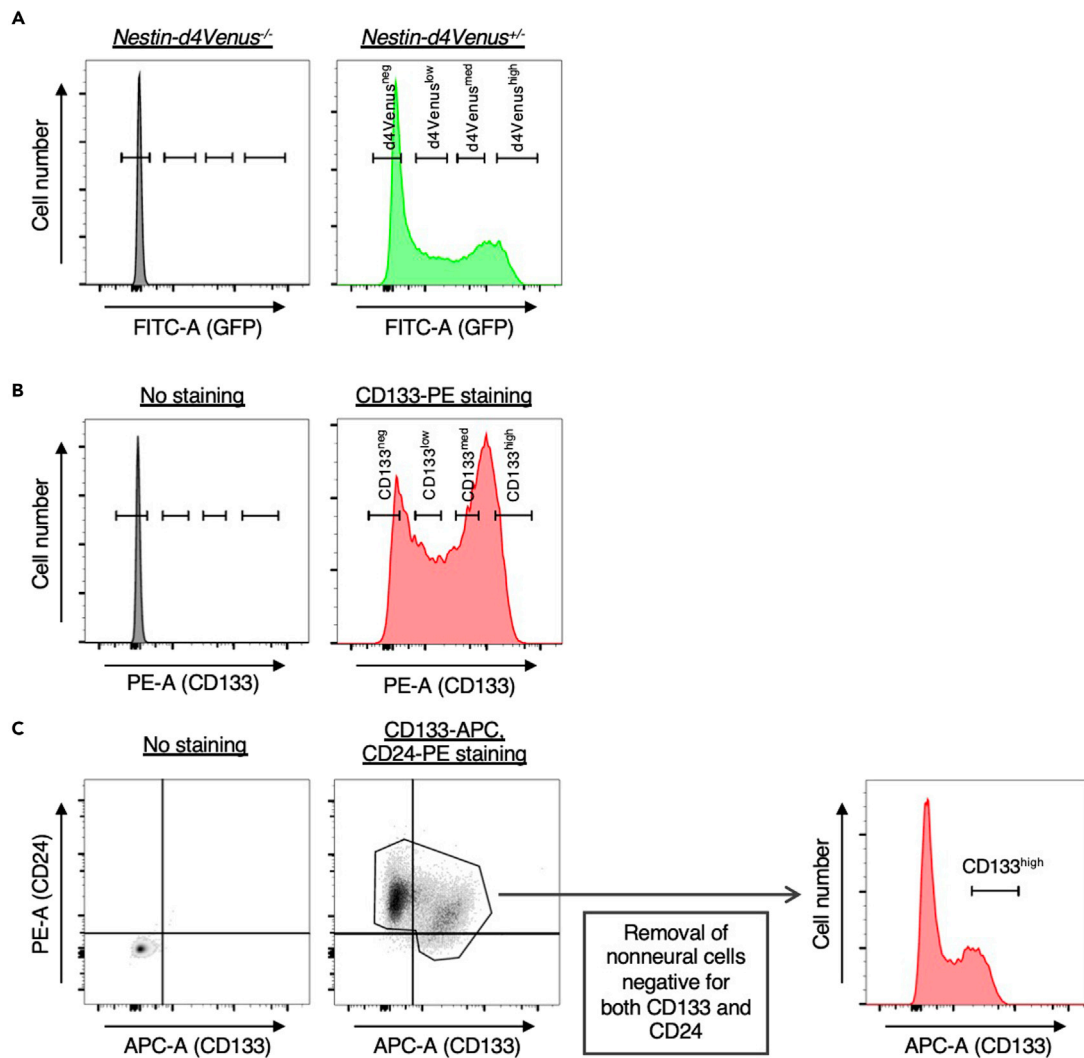 A
Nestin-d4Venus-/-
Nestin-d4Venus+/-
Cell number
d4Venusneg
d4Venuslow
d4Venusmed
d4Venushigh
FITC-A (GFP)
FITC-A (GFP)
B
No staining
CD133-PE staining
Cell number
CD133neg
CD133low
CD133med
CD133high
PE-A (CD133)
PE-A (CD133)
C
No staining
CD133-APC,
CD24-PE staining
PE-A (CD24)
Removal of
nonneural cells
negative for
both CD133 and
CD24
Cell number
CD133high
APC-A (CD133)
APC-A (CD133)
APC-A (CD133)